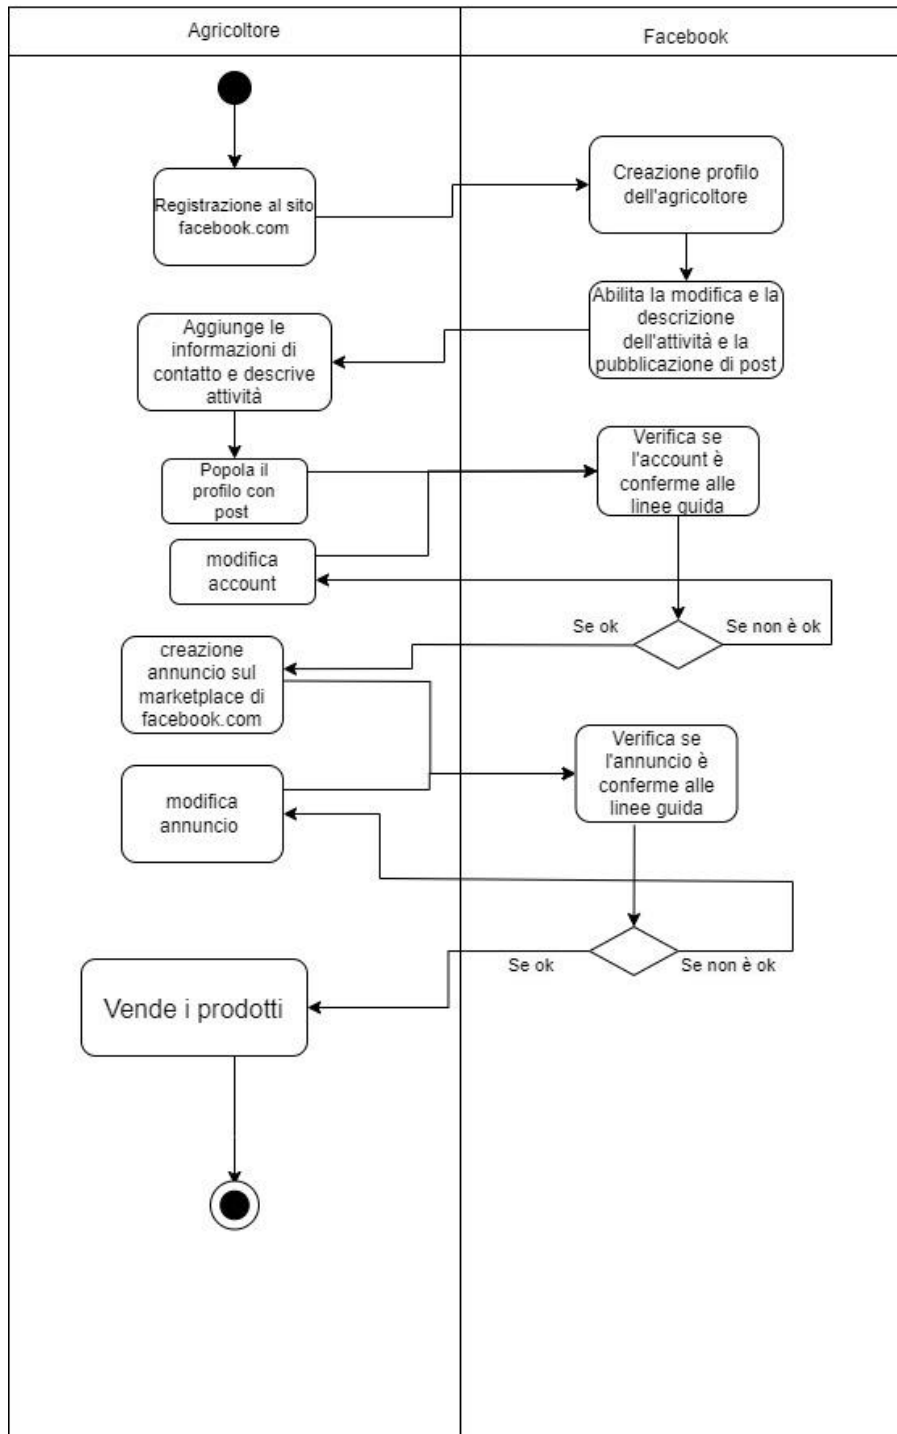 Agricoltore
Facebook
Registrazione al sito
facebook.com
Creazione profilo
dell'agricoltore
Abilita la modifica e la
descrizione
dell'attività e la
pubblicazione di post
Aggiunge le
informazioni di
contatto e descrive
attività
Popola il
profilo con
post
Verifica se
l'account è
conforme alle
linee guida
modifica
account
Se ok
Se non è ok
creazione
annuncio sul
marketplace di
facebook.com
Verifica se
l'annuncio è
conforme alle
linee guida
modifica
annuncio
Se ok
Se non è ok
Vende i prodotti